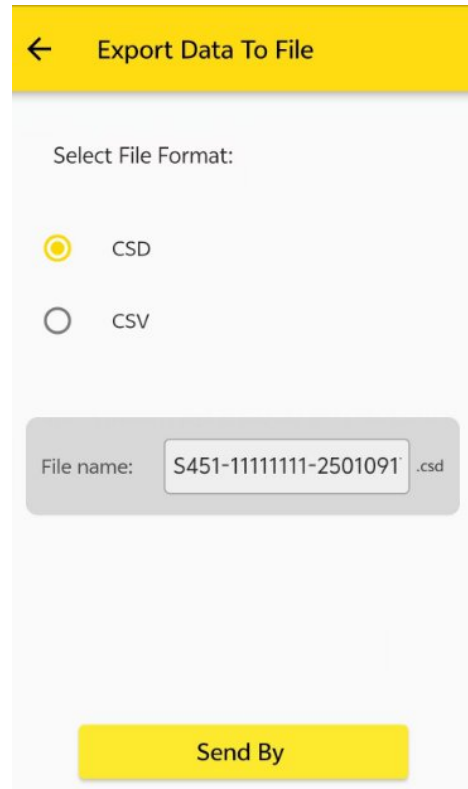 Export Data To File
Select File Format:
CSD
CSV
File name: S451-11111111-2501091 .csd
Send By